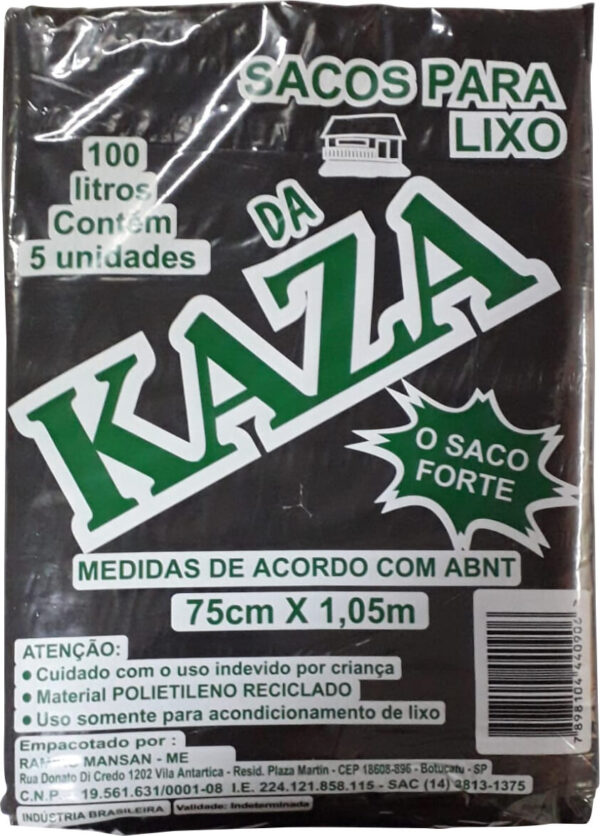 SACOS PARA
LIXO
100
litros
Contém
5 unidades
DA
KAZA
O SACO
FORTE
MEDIDAS DE ACORDO COM ABNT
75cm X 1,05m
ATENÇÃO:
• Cuidado com o uso indevido por criança
• Material POLIETILENO RECICLADO
• Uso somente para acondicionamento de lixo
Empacotado por :
MANSAN - ME
Rua Donato Di Credo 1202 Vila Antartica - Resid. Plaza Martin - CEP 18608-896 - Botucatu - SP
C.N.P. 19.561.631/0001-08 I.E. 224.121.858.115 - SAC (14) 3813-1375
INDÚSTRIA BRASILEIRA Validade: Indeterminada
7 898104 440904